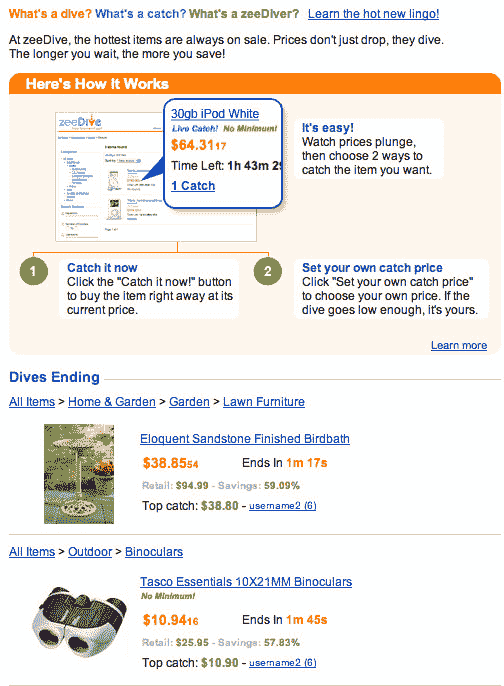 What's a dive? What's a catch? What's a zeeDiver? Learn the hot new lingo!
At zeeDive, the hottest items are always on sale. Prices don't just drop, they dive.
The longer you wait, the more you save!
Here's How It Works
zeeDive
30gb iPod White
Live Catch! No Minimum!
$64.3117
Time Left: 1h 43m 29
1 Catch
It's easy!
Watch prices plunge,
then choose 2 ways to
catch the item you want.
1
Catch it now
Click the "Catch it now!" button
to buy the item right away at its
current price.
2
Set your own catch price
Click "Set your own catch price"
to choose your own price. If the
dive goes low enough, it's yours.
Learn more
Dives Ending
All Items > Home & Garden > Garden > Lawn Furniture
Eloquent Sandstone Finished Birdbath
$38.8554 Ends In 1m 17s
Retail: $94.99 - Savings: 59.09%
Top catch: $38.80 - username2 (6)
All Items > Outdoor > Binoculars
Tasco Essentials 10X21MM Binoculars
No Minimum!
$10.9416 Ends In 1m 45s
Retail: $25.95 - Savings: 57.83%
Top catch: $10.90 - username2 (6)